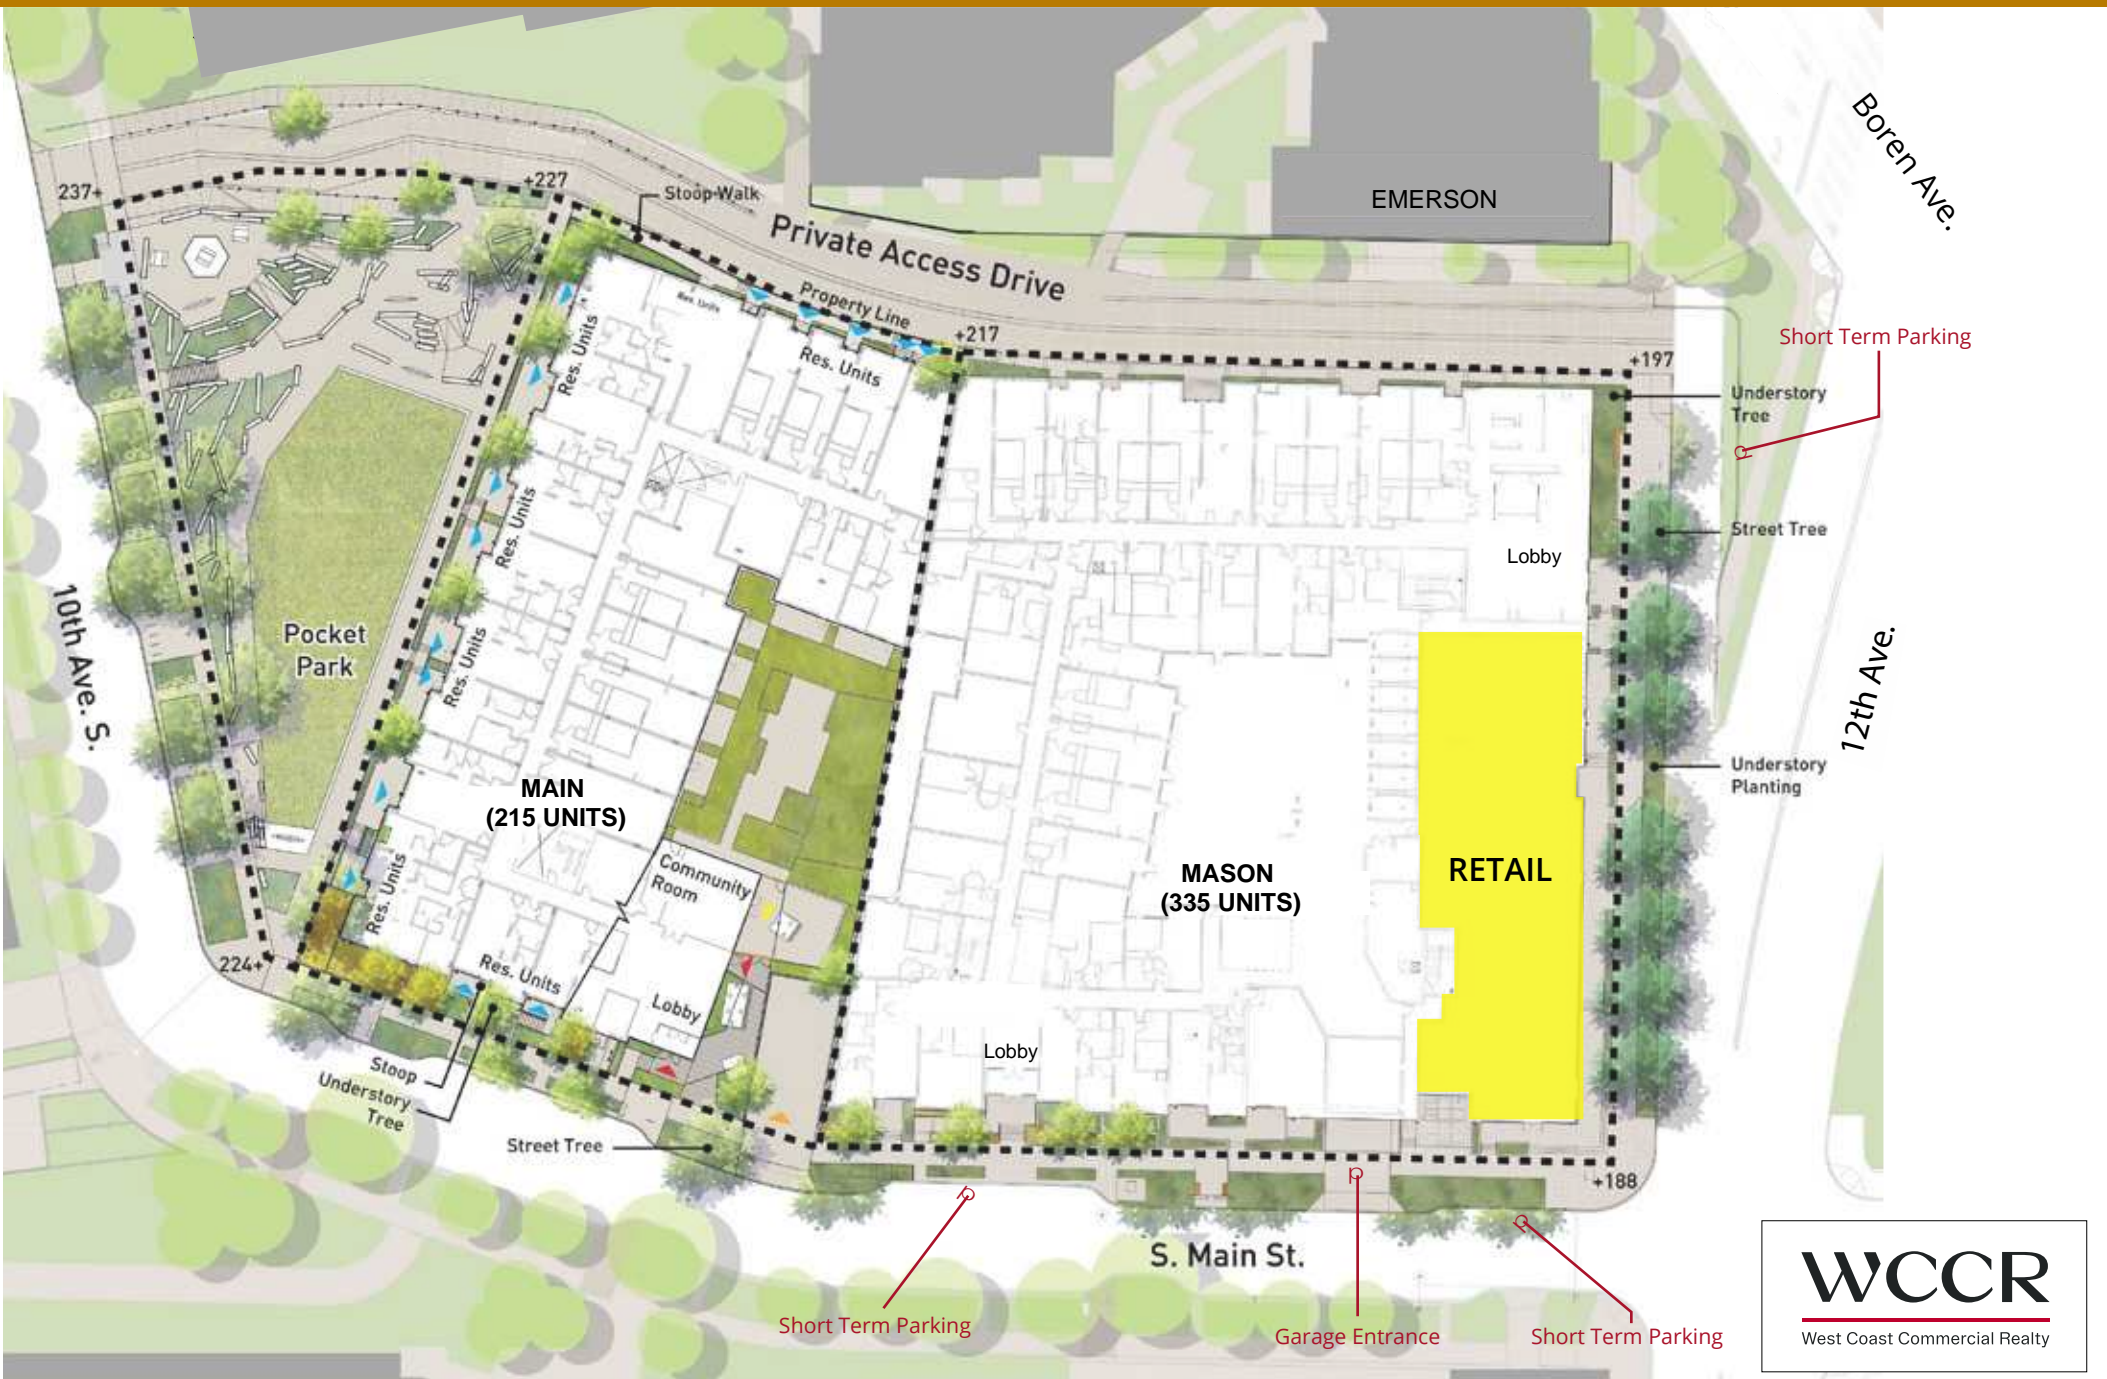 Boren Ave.
237+
+227
Stoop-Walk
EMERSON
Private Access Drive
Res. Units
Property Line
+217
Short Term Parking
+197
Res. Units
Res. Units
Understory
Tree
Res. Units
Street Tree
Lobby
10th Ave. S.
Pocket
Park
Res. Units
12th Ave.
Understory
Planting
MAIN
(215 UNITS)
Community
Room
MASON
(335 UNITS)
RETAIL
Res. Units
224+
Res. Units
Lobby
Lobby
Stoop
Understory
Tree
Street Tree
+188
S. Main St.
Short Term Parking
Garage Entrance
Short Term Parking
WCCR
West Coast Commercial Realty